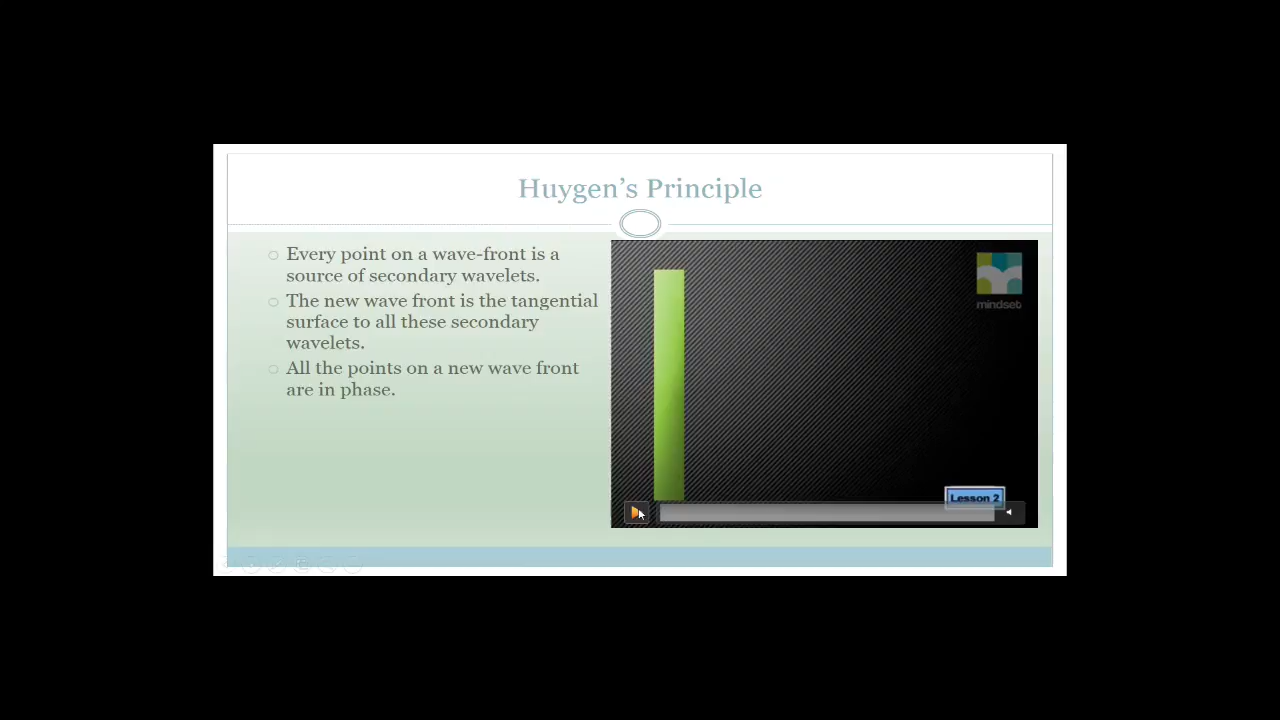 Huygen’s Principle
Every point on a wave-front is a
source of secondary wavelets.
The new wave front is the tangential
surface to all these secondary
wavelets.
All the points on a new wave front
are in phase.
mindset
Lesson 2